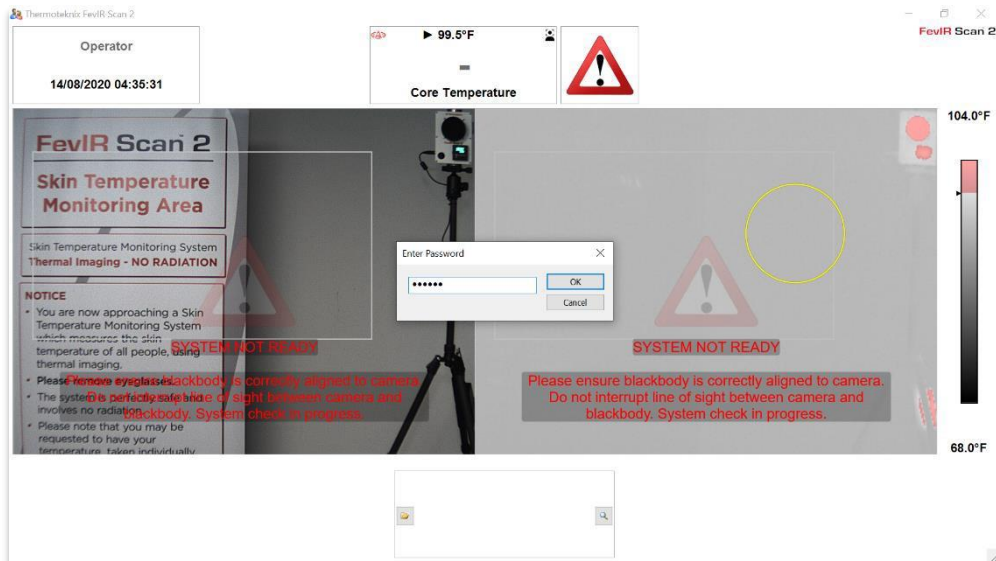 Thermoteknix FevIR Scan 2
FevIR Scan 2
Operator
14/08/2020 04:35:31
► 99.5°F
-
Core Temperature
104.0°F
68.0°F
FevIR Scan 2
Skin Temperature
Monitoring Area
Skin Temperature Monitoring System
Thermal Imaging - NO RADIATION
NOTICE
• You are now approaching a Skin
Temperature Monitoring System
which measures the skin
temperature of all people, using
thermal imaging.
• Please remove eyeglasses.
• The system is perfectly safe and
involves no radiation.
• Please note that you may be
requested to have your
temperature taken individually
SYSTEM NOT READY
Please ensure blackbody is correctly aligned to camera.
Do not interrupt line of sight between camera and
blackbody. System check in progress.
Enter Password
••••••
OK
Cancel
SYSTEM NOT READY
Please ensure blackbody is correctly aligned to camera.
Do not interrupt line of sight between camera and
blackbody. System check in progress.